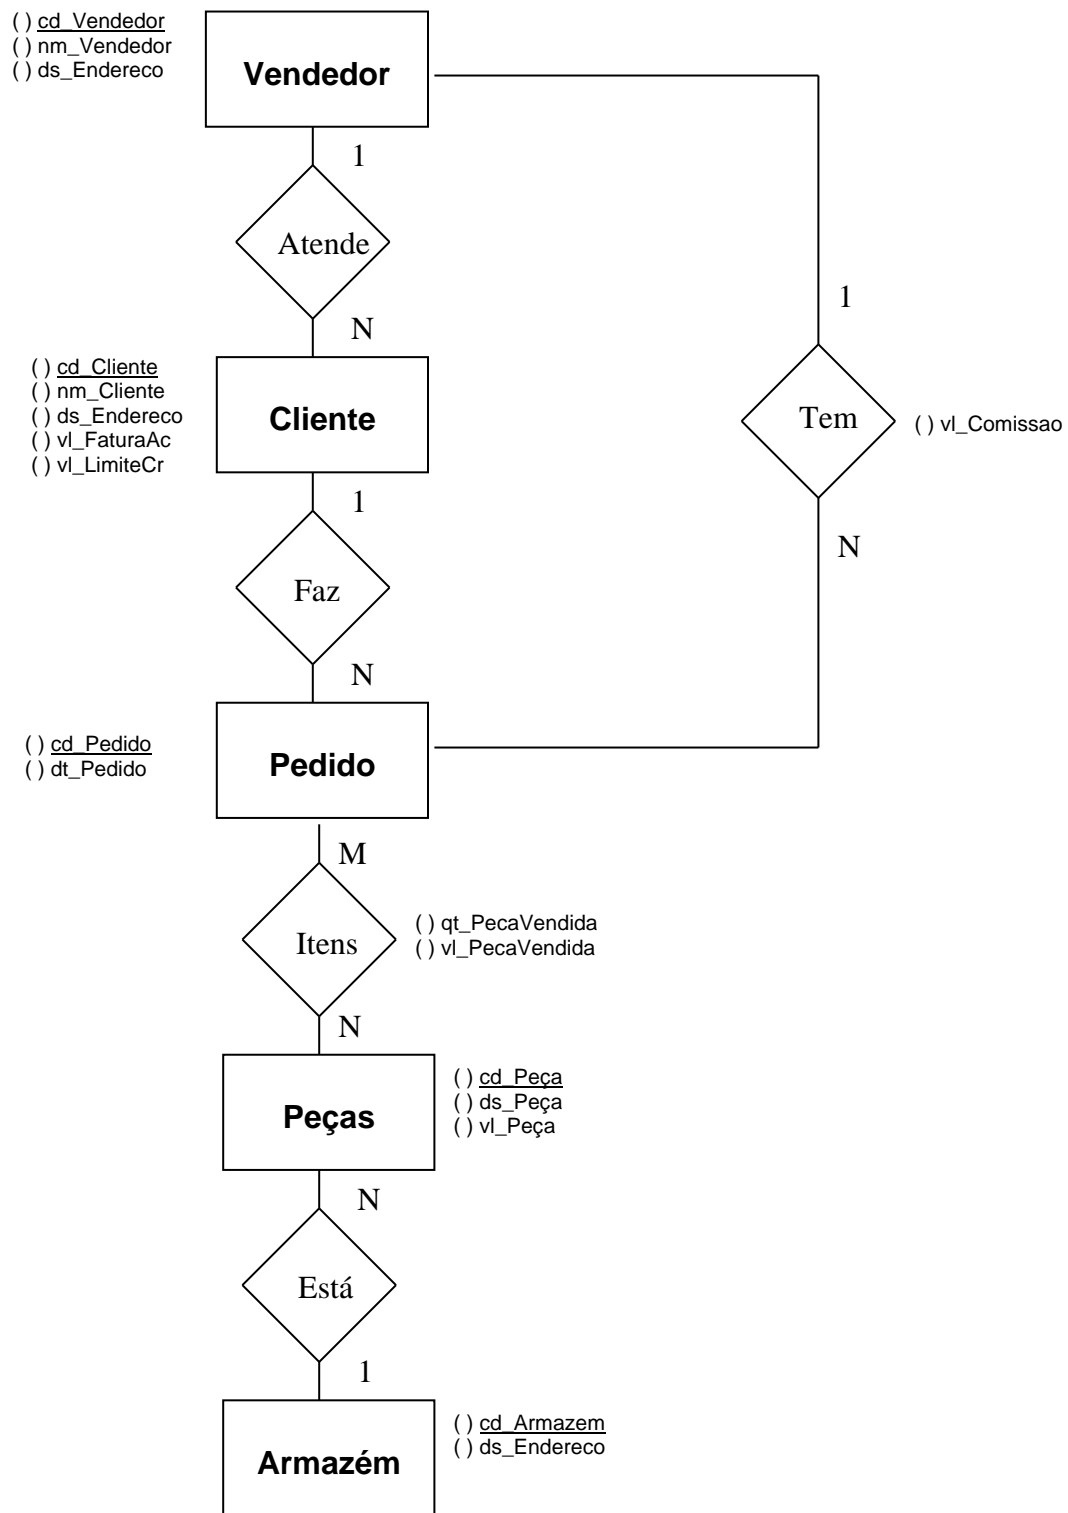 ( ) cd_Vendedor
( ) nm_Vendedor
( ) ds_Endereco
Vendedor
1
Atende
N
1
( ) cd_Cliente
( ) nm_Cliente
( ) ds_Endereco
( ) vl_FaturaAc
( ) vl_LimiteCr
Cliente
Tem
( ) vl_Comissao
1
N
Faz
N
( ) cd_Pedido
( ) dt_Pedido
Pedido
M
Itens
( ) qt_PecaVendida
( ) vl_PecaVendida
N
Peças
( ) cd_Peça
( ) ds_Peça
( ) vl_Peça
N
Está
1
Armazém
( ) cd_Armazem
( ) ds_Endereco